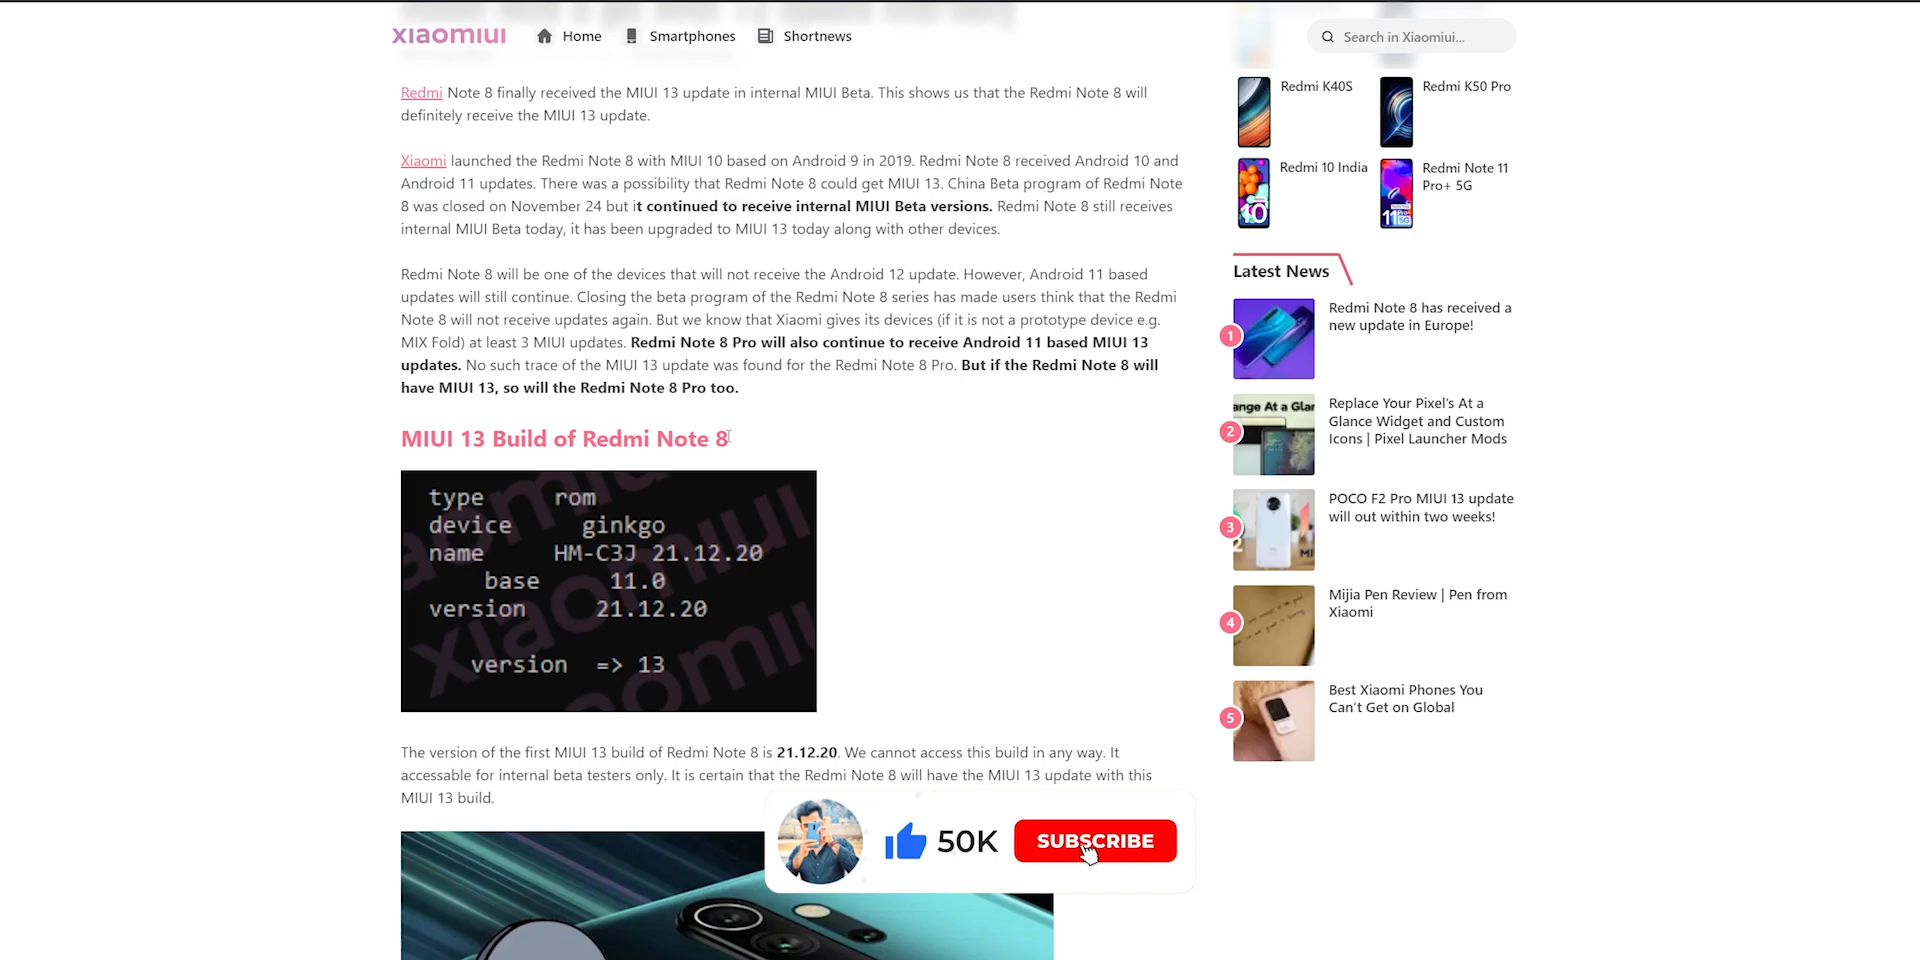 xiaomiui
Home
Smartphones
Shortnews
Search in Xiaomiui...
Redmi Note 8 finally received the MIUI 13 update in internal MIUI Beta. This shows us that the Redmi Note 8 will
definitely receive the MIUI 13 update.
Xiaomi launched the Redmi Note 8 with MIUI 10 based on Android 9 in 2019. Redmi Note 8 received Android 10 and
Android 11 updates. There was a possibility that Redmi Note 8 could get MIUI 13. China Beta program of Redmi Note
8 was closed on November 24 but it continued to receive internal MIUI Beta versions. Redmi Note 8 still receives
internal MIUI Beta today, it has been upgraded to MIUI 13 today along with other devices.
Redmi Note 8 will be one of the devices that will not receive the Android 12 update. However, Android 11 based
updates will still continue. Closing the beta program of the Redmi Note 8 series has made users think that the Redmi
Note 8 will not receive updates again. But we know that Xiaomi gives its devices (if it is not a prototype device e.g.
MIX Fold) at least 3 MIUI updates. Redmi Note 8 Pro will also continue to receive Android 11 based MIUI 13
updates. No such trace of the MIUI 13 update was found for the Redmi Note 8 Pro. But if the Redmi Note 8 will
have MIUI 13, so will the Redmi Note 8 Pro too.
MIUI 13 Build of Redmi Note 8
type rom
device ginkgo
name HM-C3J 21.12.20
base 11.0
version 21.12.20
version => 13
The version of the first MIUI 13 build of Redmi Note 8 is 21.12.20. We cannot access this build in any way. It
accessable for internal beta testers only. It is certain that the Redmi Note 8 will have the MIUI 13 update with this
MIUI 13 build.
50K
SUBSCRIBE
Redmi K40S
Redmi K50 Pro
Redmi 10 India
Redmi Note 11
Pro+ 5G
Latest News
1
Redmi Note 8 has received a
new update in Europe!
2
Replace Your Pixel's At a
Glance Widget and Custom
Icons | Pixel Launcher Mods
3
POCO F2 Pro MIUI 13 update
will out within two weeks!
4
Mijia Pen Review | Pen from
Xiaomi
5
Best Xiaomi Phones You
Can't Get on Global